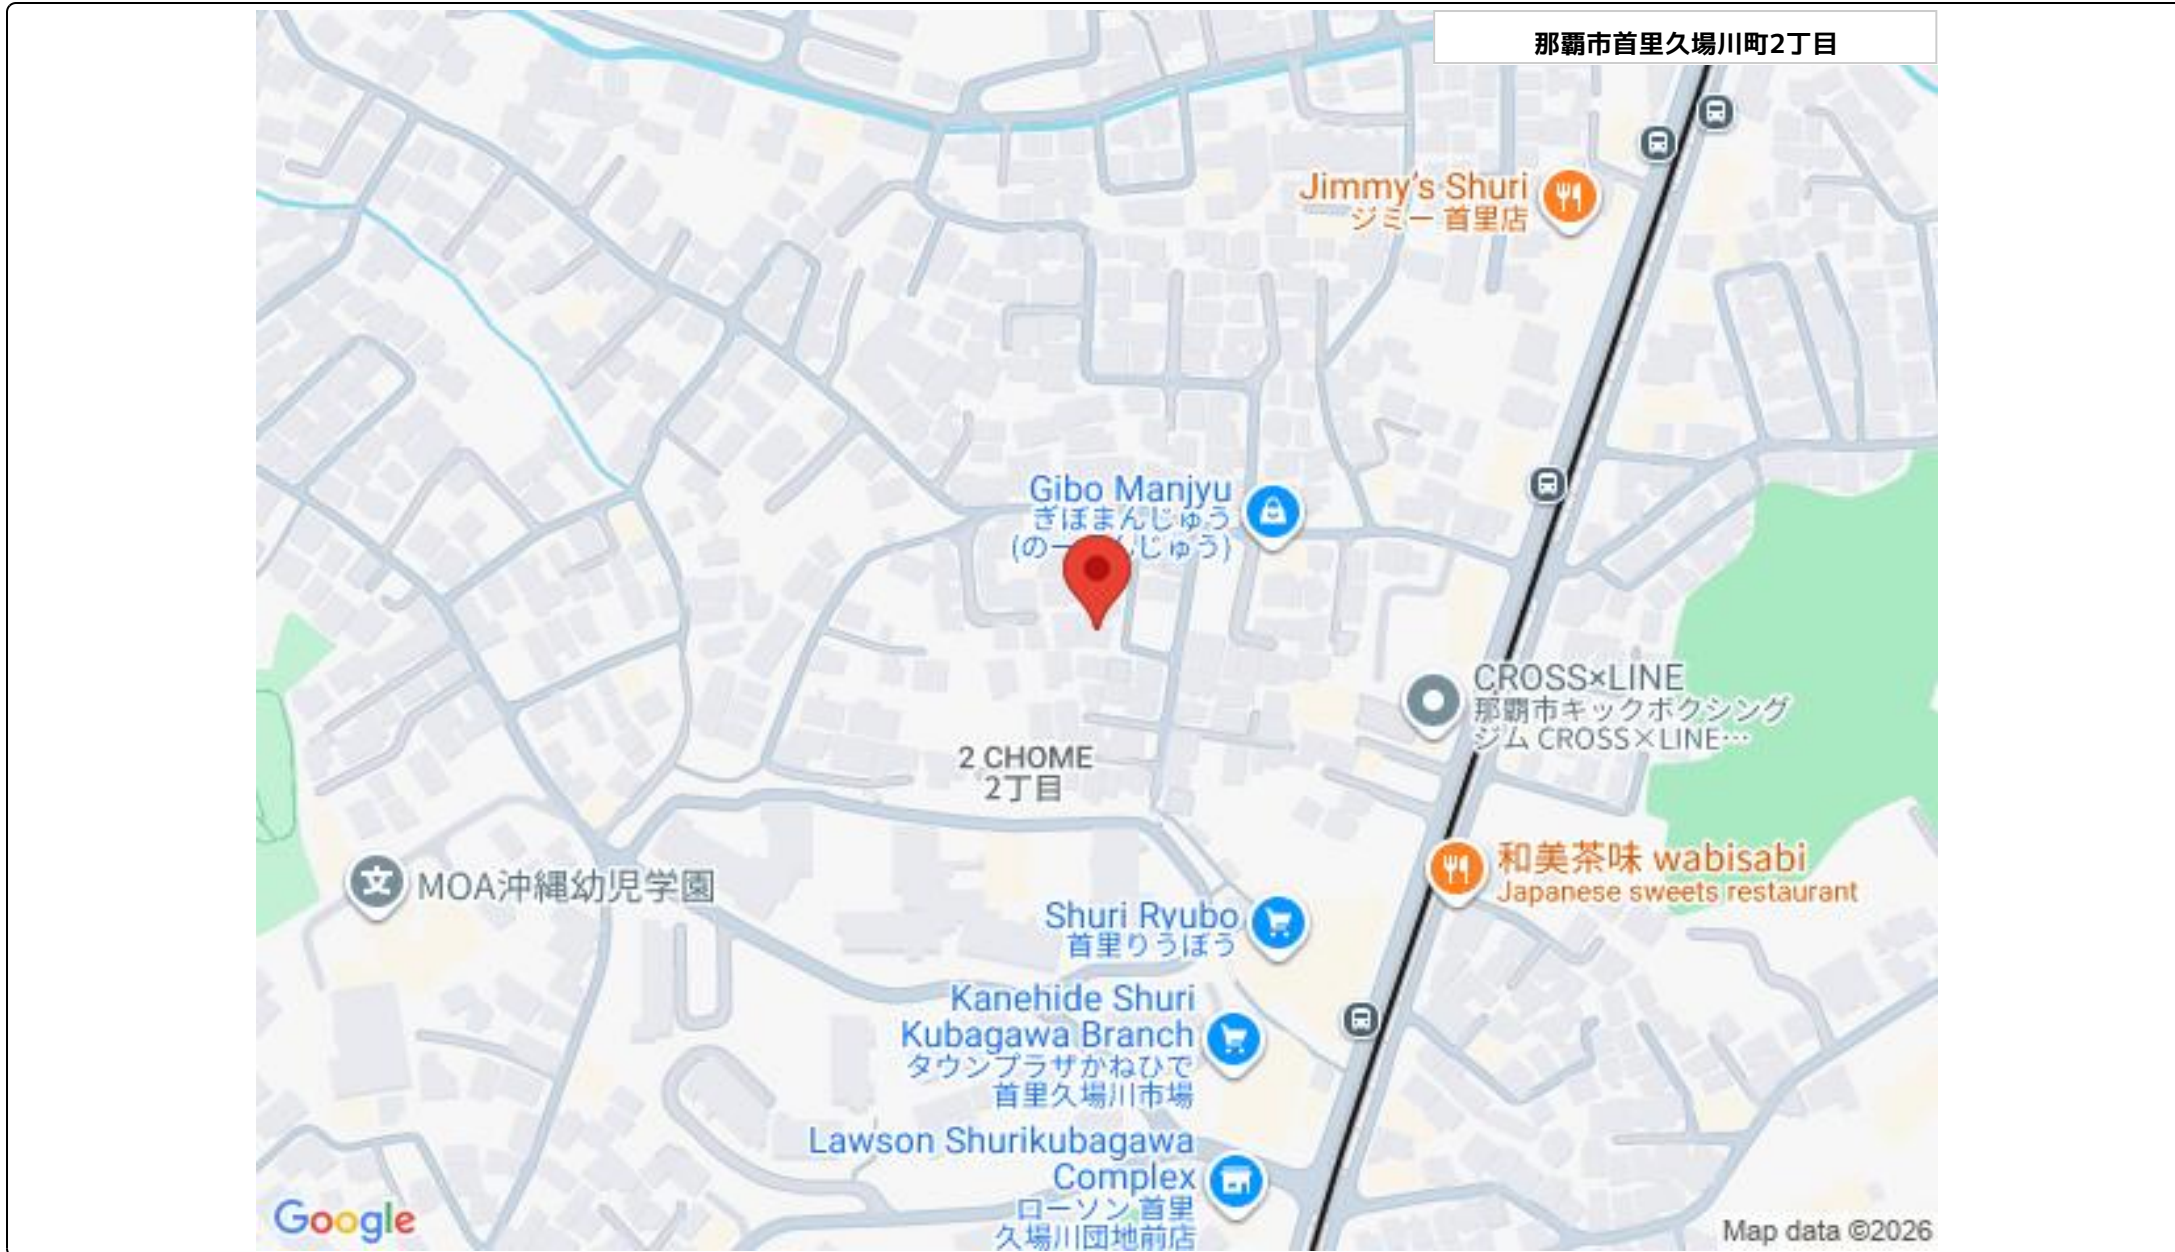 那覇市首里久場川町2丁目
Jimmy's Shuri
ジミー 首里店
Gibo Manjyu
ぎぼまんじゅう
(のー んじゅう)
CROSS×LINE
那覇市キックボクシング
ジム CROSS×LINE…
2 CHOME
2丁目
和美茶味 wabisabi
Japanese sweets restaurant
MOA沖縄幼児学園
Shuri Ryubo
首里りうぼう
Kanehide Shuri
Kubagawa Branch
タウンプラザかねひで
首里久場川市場
Lawson Shurikubagawa
Complex
ローソン 首里
久場川団地前店
Google
Map data ©2026